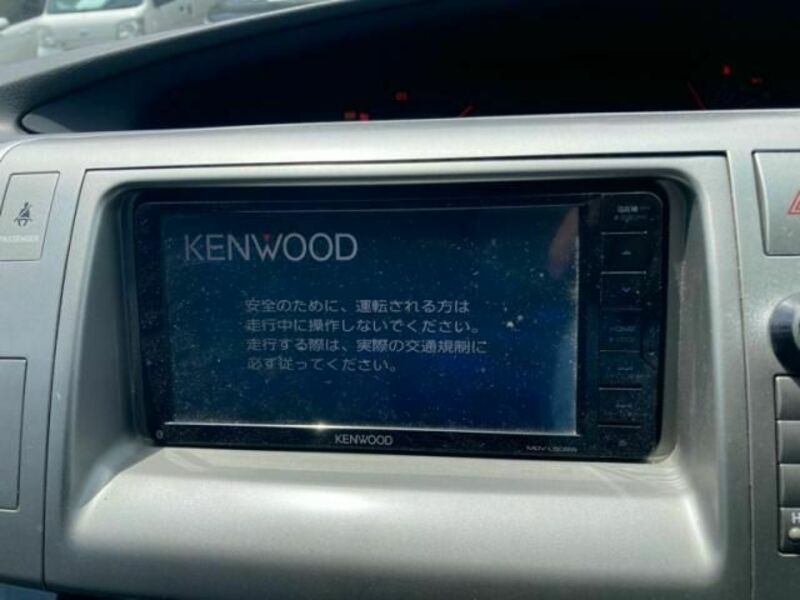 PASSENGER
KENWOOD
安全のために、運転される方は
走行中に操作しないでください。
走行する際は、実際の交通規制に
必ず従ってください。
HOME
KENWOOD